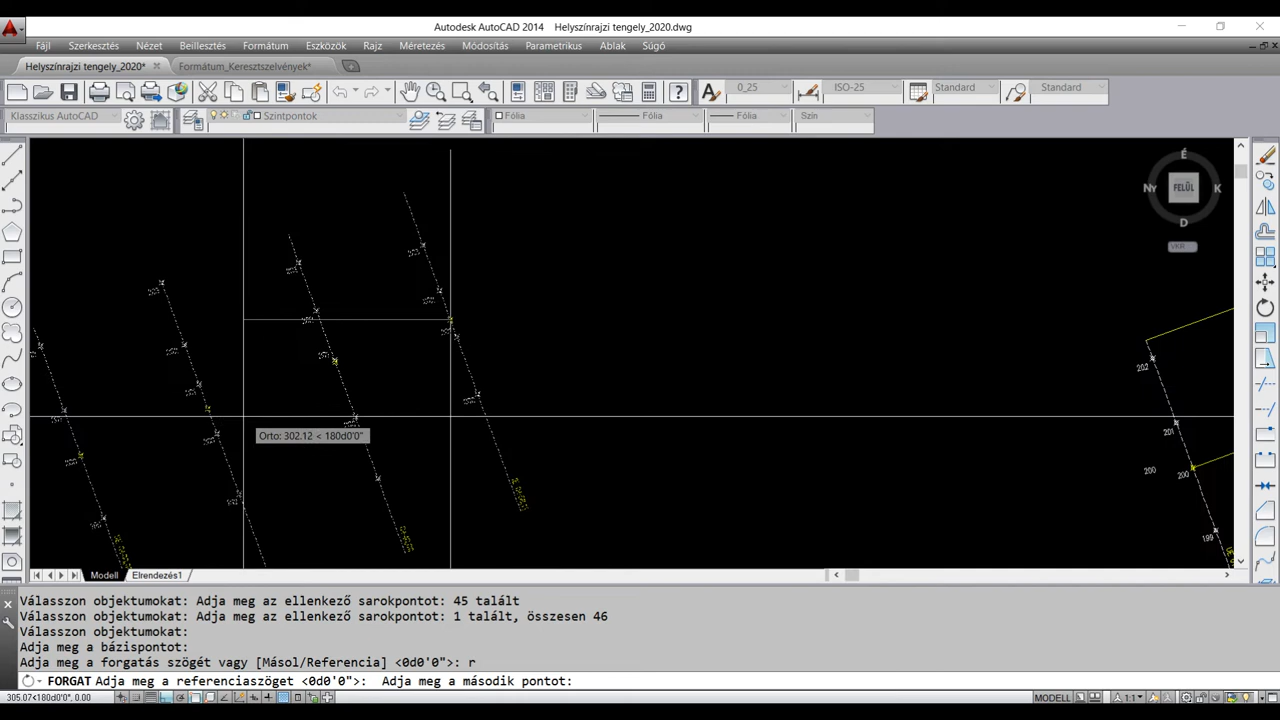 Autodesk AutoCAD 2014 Helyszínrajzi tengely_2020.dwg
Fájl Szerkesztés Nézet Beillesztés Formátum Eszközök Rajz Méretezés Módosítás Parametrikus Ablak Súgó
Helyszínrajzi tengely_2020* Formátum_Keresztszelvények*
0_25 ISO-25 Standard Standard
Klasszikus AutoCAD Szintpontok Fólia Fólia Fólia Szín
É
NY FELÜL K
D
VKR
202
201
200 200
199
Orto: 302.12 < 180d0'0"
Modell Elrendezés1
Válasszon objektumokat: Adja meg az ellenkező sarokpontot: 45 talált
Válasszon objektumokat: Adja meg az ellenkező sarokpontot: 1 talált, összesen 46
Válasszon objektumokat:
Adja meg a bázispontot:
Adja meg a forgatás szögét vagy [Másol/Referencia] <0d0'0">: r
FORGAT Adja meg a referenciaszöget <0d0'0">: Adja meg a második pontot:
305.07<180d0'0", 0.00 MODELL 1:1